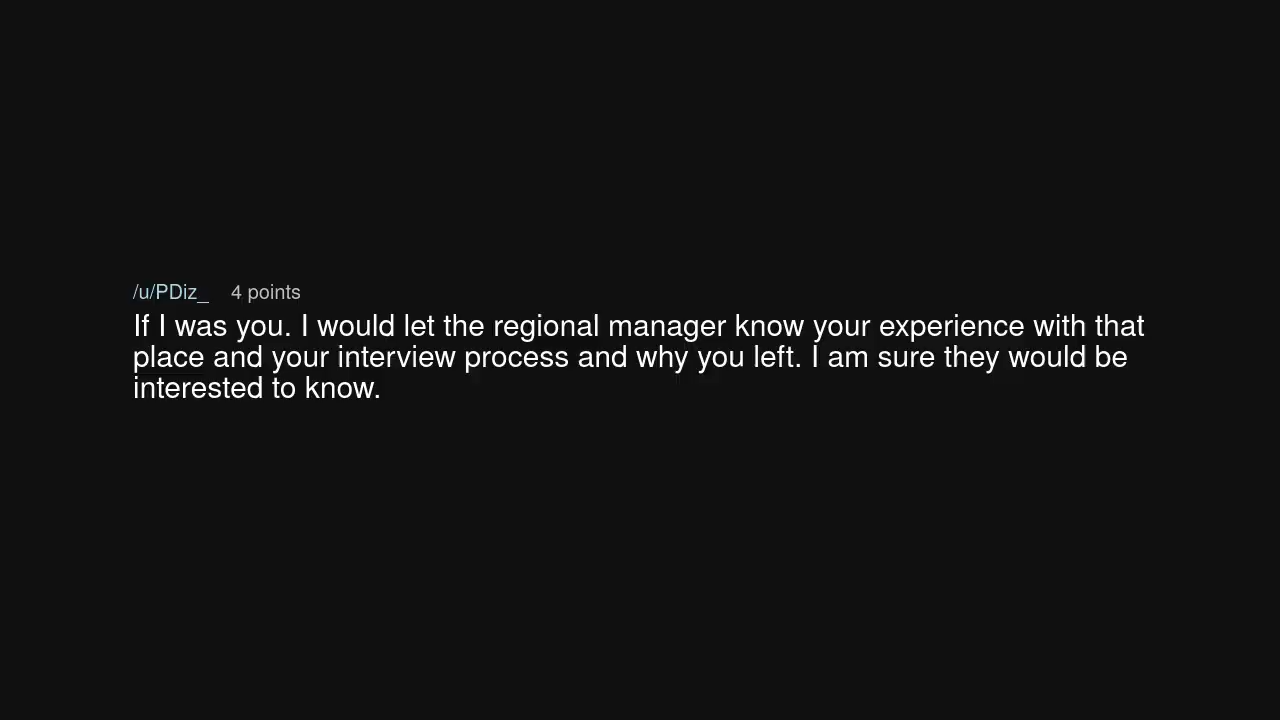 /u/PDiz_ 4 points
If I was you. I would let the regional manager know your experience with that
place and your interview process and why you left. I am sure they would be
interested to know.